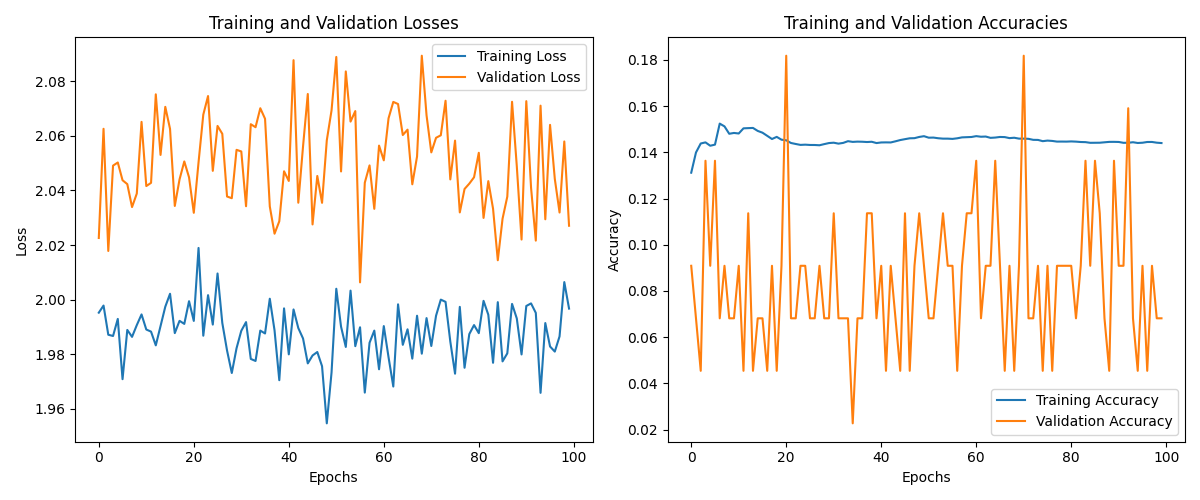 Training and Validation Losses
Training Loss
Validation Loss
2.08
2.06
2.04
2.02
2.00
1.98
1.96
Loss
0 20 40 60 80 100
Epochs
Training and Validation Accuracies
0.18
0.16
0.14
0.12
0.10
0.08
0.06
0.04
0.02
Accuracy
Training Accuracy
Validation Accuracy
0 20 40 60 80 100
Epochs